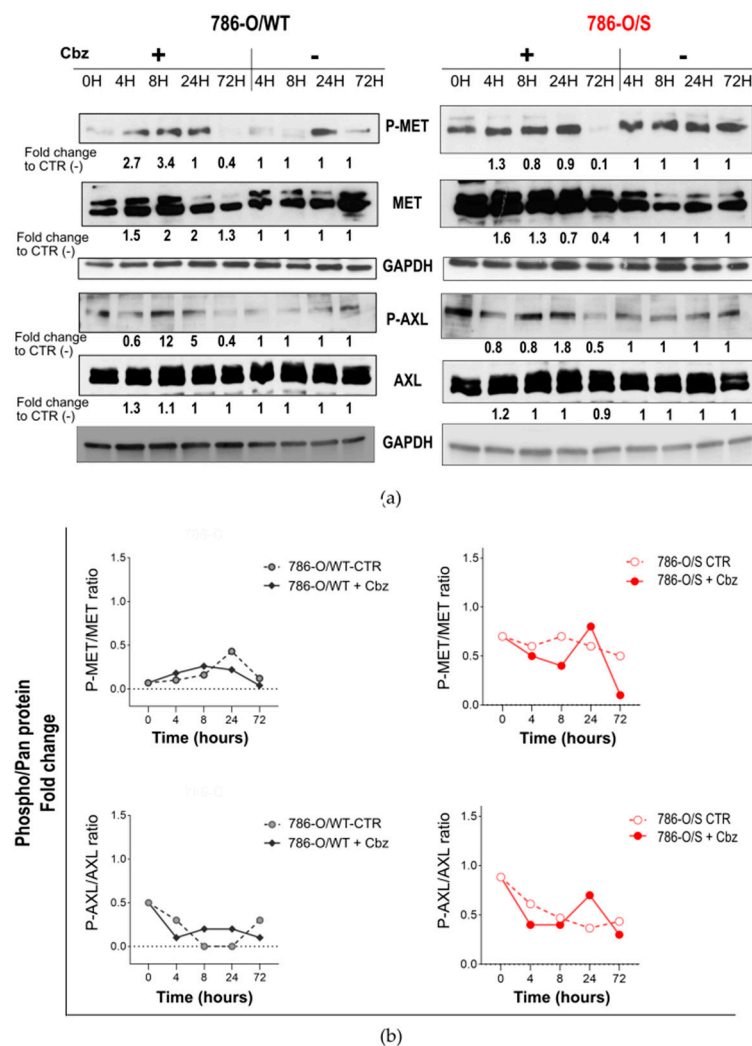 786-O/WT 786-O/S
Cbz + - + -
0H 4H 8H 24H 72H 4H 8H 24H 72H 0H 4H 8H 24H 72H 4H 8H 24H 72H
P-MET
Fold change
to CTR (-)
2.7 3.4 1 0.4 1 1 1 1 1.3 0.8 0.9 0.1 1 1 1 1
MET
Fold change
to CTR (-)
1.5 2 2 1.3 1 1 1 1 1.6 1.3 0.7 0.4 1 1 1 1
GAPDH
P-AXL
Fold change
to CTR (-)
0.6 12 5 0.4 1 1 1 1 0.8 0.8 1.8 0.5 1 1 1 1
AXL
Fold change
to CTR (-)
1.3 1.1 1 1 1 1 1 1 1.2 1 1 0.9 1 1 1 1
GAPDH
(a)
Phospho/Pan protein
Fold change
P-MET/MET ratio
1.5
1.0
0.5
0.0
786-O/WT-CTR
786-O/WT + Cbz
0 4 8 24 72
Time (hours)
P-MET/MET ratio
1.5
1.0
0.5
0.0
786-O/S CTR
786-O/S + Cbz
0 4 8 24 72
Time (hours)
P-AXL/AXL ratio
1.5
1.0
0.5
0.0
786-O/WT-CTR
786-O/WT + Cbz
0 4 8 24 72
Time (hours)
P-AXL/AXL ratio
1.5
1.0
0.5
0.0
786-O/S CTR
786-O/S + Cbz
0 4 8 24 72
Time (hours)
(b)